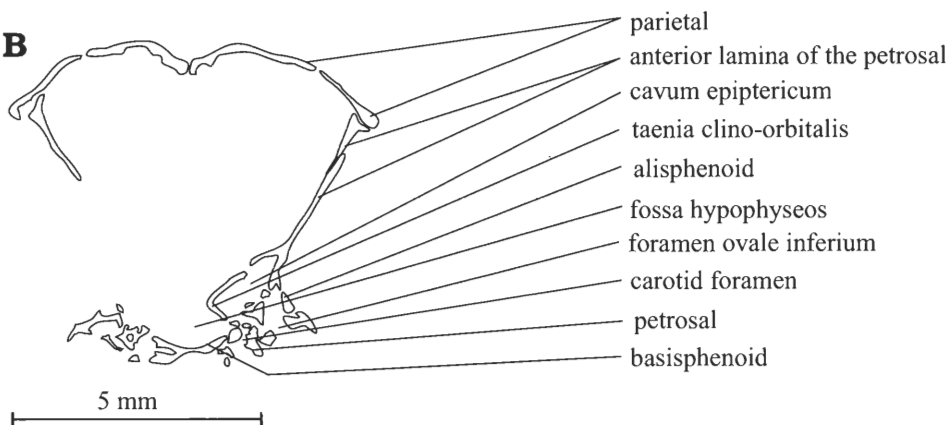 B
parietal
anterior lamina of the petrosal
cavum epiptericum
taenia clino-orbitalis
alisphenoid
fossa hypophyseos
foramen ovale inferium
carotid foramen
petrosal
basisphenoid
5 mm